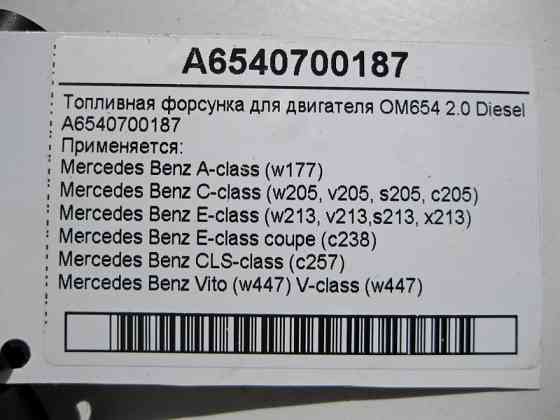 A6540700187
Топливная форсунка для двигателя OM654 2.0 Diesel
A6540700187
Применяется:
Mercedes Benz A-class (w177)
Mercedes Benz C-class (w205, v205, s205, c205)
Mercedes Benz E-class (w213, v213,s213, x213)
Mercedes Benz E-class coupe (c238)
Mercedes Benz CLS-class (c257)
Mercedes Benz Vito (w447) V-class (w447)